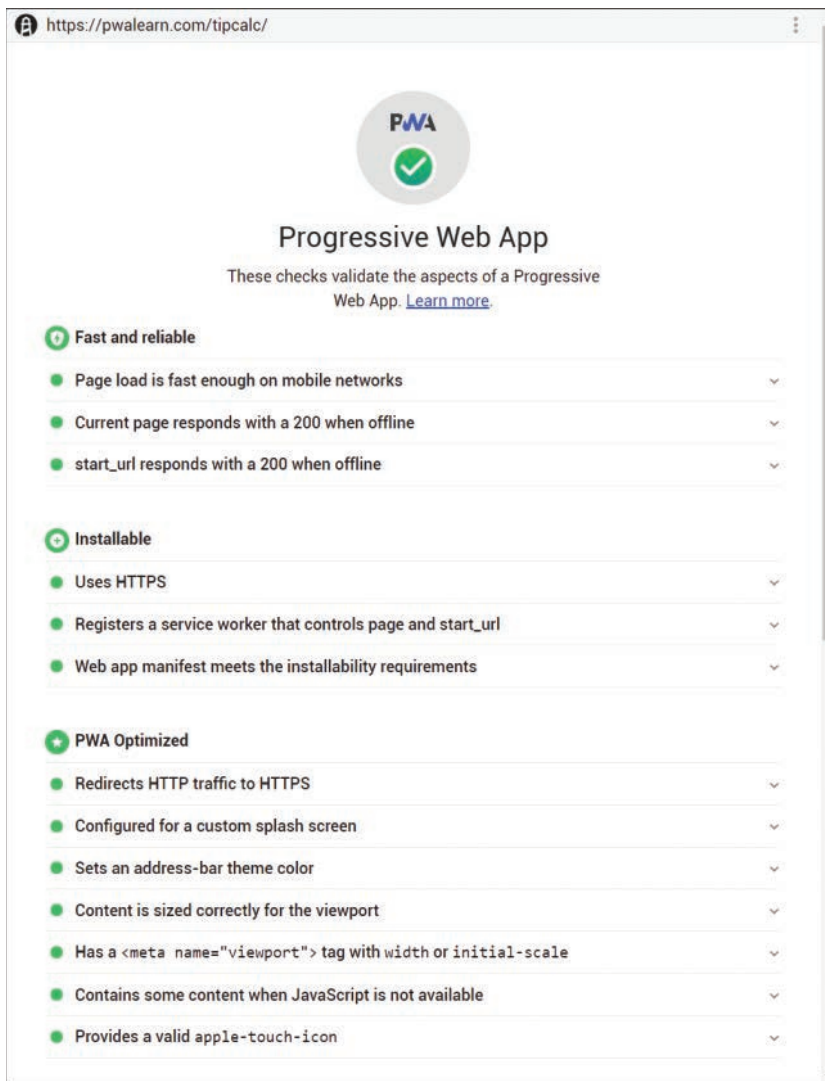 https://pwalearn.com/tipcalc/
PWA
Progressive Web App
These checks validate the aspects of a Progressive
Web App. Learn more.
Fast and reliable
Page load is fast enough on mobile networks
Current page responds with a 200 when offline
start_url responds with a 200 when offline
Installable
Uses HTTPS
Registers a service worker that controls page and start_url
Web app manifest meets the installability requirements
PWA Optimized
Redirects HTTP traffic to HTTPS
Configured for a custom splash screen
Sets an address-bar theme color
Content is sized correctly for the viewport
Has a <meta name="viewport"> tag with width or initial-scale
Contains some content when JavaScript is not available
Provides a valid apple-touch-icon